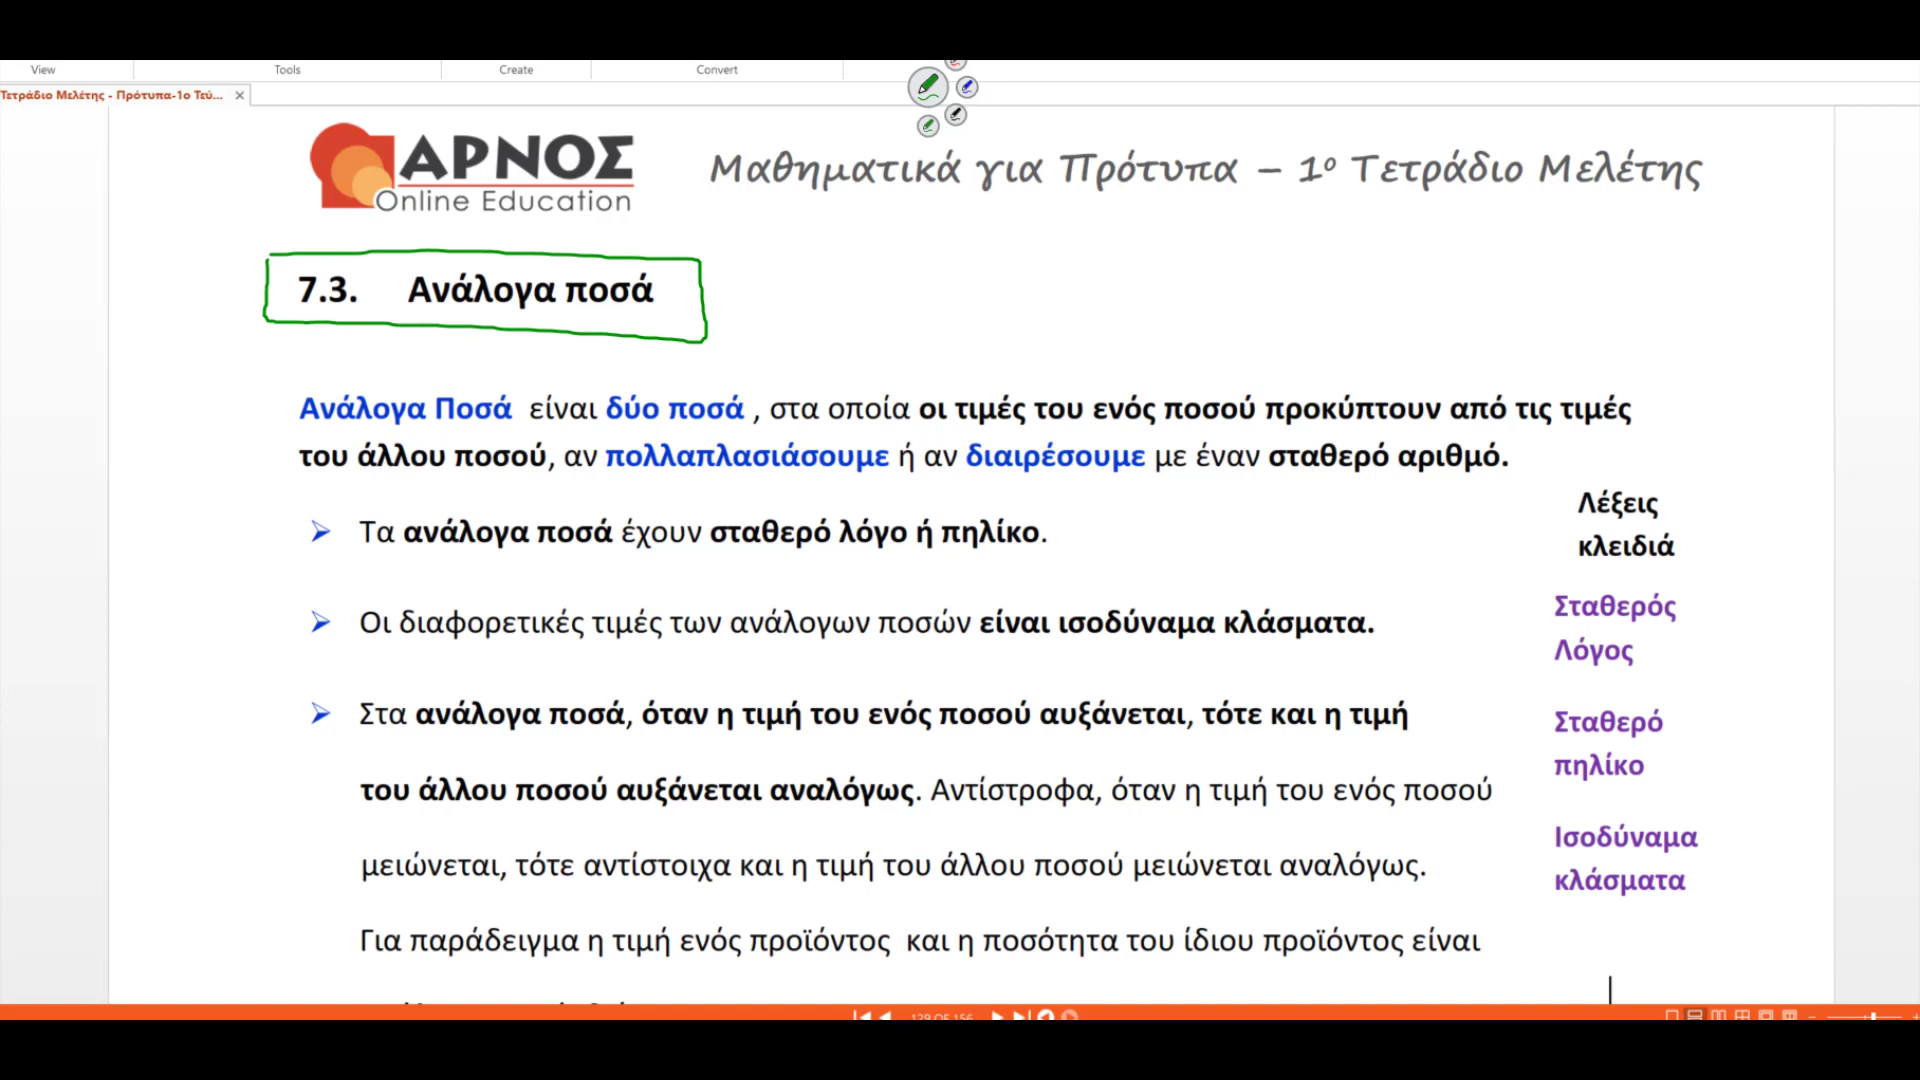 View Tools Create Convert
Τετράδιο Μελέτης - Πρότυπα-1ο Τεύ...
ΑΡΝΟΣ
Online Education
Μαθηματικά για Πρότυπα – 1ο Τετράδιο Μελέτης
7.3. Ανάλογα ποσά
Ανάλογα Ποσά είναι δύο ποσά , στα οποία οι τιμές του ενός ποσού προκύπτουν από τις τιμές
του άλλου ποσού, αν πολλαπλασιάσουμε ή αν διαιρέσουμε με έναν σταθερό αριθμό.
Τα ανάλογα ποσά έχουν σταθερό λόγο ή πηλίκο.
Οι διαφορετικές τιμές των ανάλογων ποσών είναι ισοδύναμα κλάσματα.
Στα ανάλογα ποσά, όταν η τιμή του ενός ποσού αυξάνεται, τότε και η τιμή
του άλλου ποσού αυξάνεται αναλόγως. Αντίστροφα, όταν η τιμή του ενός ποσού
μειώνεται, τότε αντίστοιχα και η τιμή του άλλου ποσού μειώνεται αναλόγως.
Για παράδειγμα η τιμή ενός προϊόντος και η ποσότητα του ίδιου προϊόντος είναι
Λέξεις
κλειδιά
Σταθερός
Λόγος
Σταθερό
πηλίκο
Ισοδύναμα
κλάσματα
129 OF 156